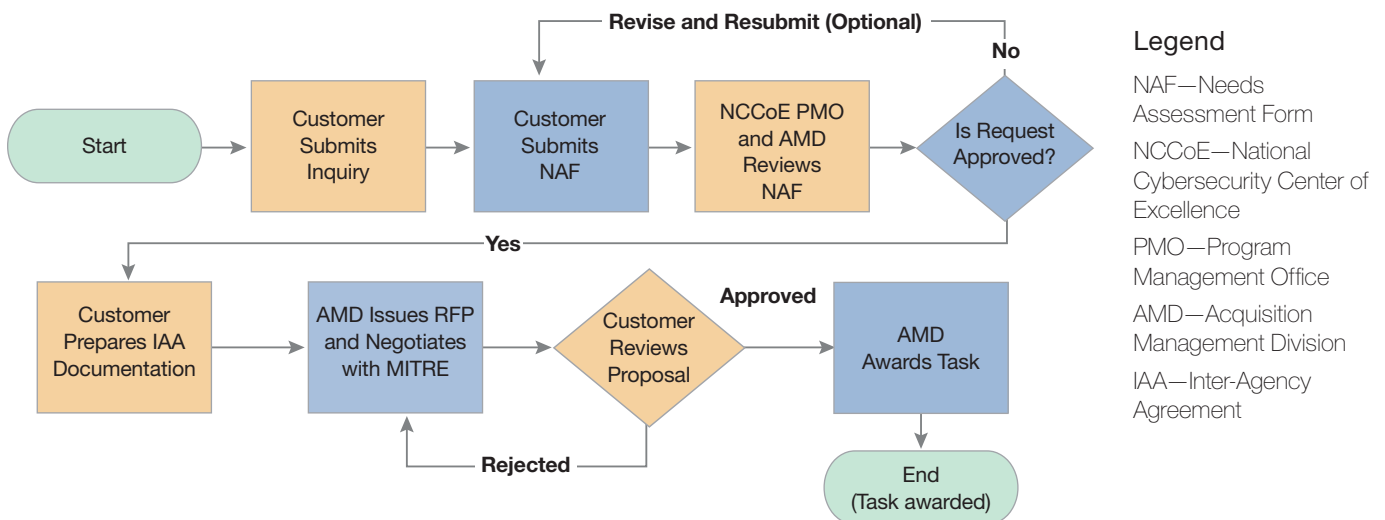 Revise and Resubmit (Optional)
No
Start
Customer
Submits
Inquiry
Customer
Submits
NAF
NCCoE PMO
and AMD
Reviews
NAF
Is Request
Approved?
Yes
Customer
Prepares IAA
Documentation
AMD Issues RFP
and Negotiates
with MITRE
Customer
Reviews
Proposal
Approved
Rejected
AMD
Awards Task
End
(Task awarded)
Legend
NAF—Needs
Assessment Form
NCCoE—National
Cybersecurity Center of
Excellence
PMO—Program
Management Office
AMD—Acquisition
Management Division
IAA—Inter-Agency
Agreement